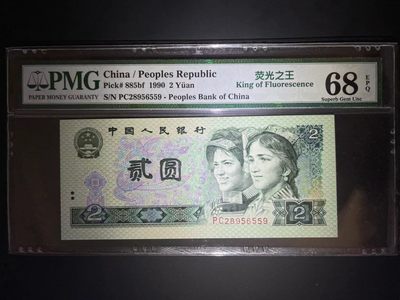 PMG
PAPER MONEY GUARANTY
China / Peoples Republic
Pick# 885bf 1990 2 Yüan
S/N PC28956559 - Peoples Bank of China
荧光之王
King of Fluorescence
68 EPQ
Superb Gem Unc
中国人民银行
2
贰圆
2
PC28956559
2